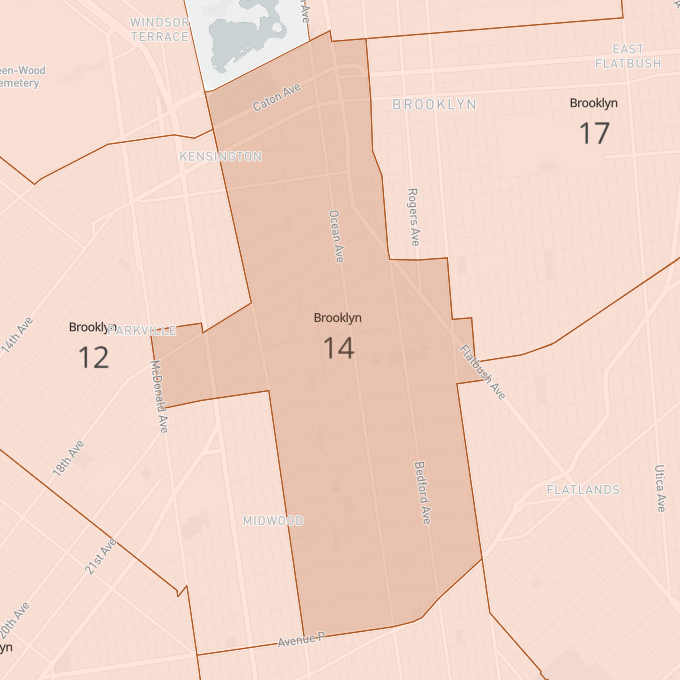 WINDSOR
TERRACE
Ave
een-Wood
emetery
EAST
FLATBUSH
Caton Ave
BROOKLYN
Brooklyn
17
KENSINGTON
Rogers Ave
Ocean Ave
14th Ave
Brooklyn
12
PARKVILLE
Brooklyn
14
McDonald Ave
Flatbush Ave
18th Ave
Bedford Ave
FLATLANDS
Utica Ave
MIDWOOD
21st Ave
20th Ave
Avenue P
yn